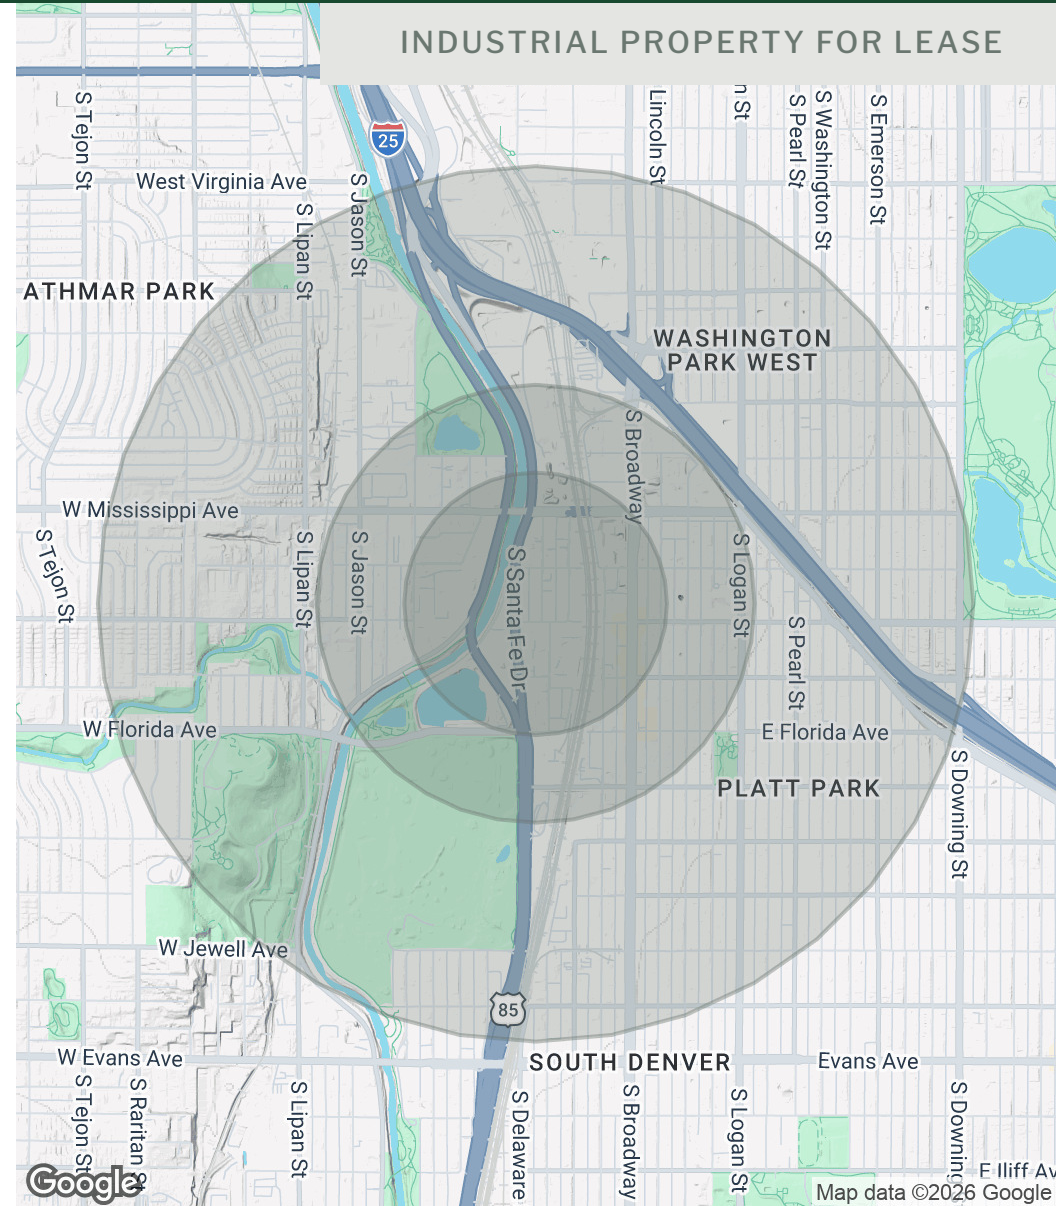 INDUSTRIAL PROPERTY FOR LEASE
S Tejon St
Lincoln St
n St
S Pearl St
S Washington St
S Emerson St
25
West Virginia Ave
S Lipan St
S Jason St
ATHMAR PARK
WASHINGTON
PARK WEST
S Broadway
W Mississippi Ave
S Tejon St
S Lipan St
S Jason St
S Santa Fe Dr
S Logan St
S Pearl St
W Florida Ave
E Florida Ave
S Downing St
PLATT PARK
W Jewell Ave
85
W Evans Ave
SOUTH DENVER
Evans Ave
S Tejon St
S Raritan St
S Lipan St
S Delaware
S Broadway
S Logan St
S Downing
E Iliff Av
Google
Map data ©2026 Google